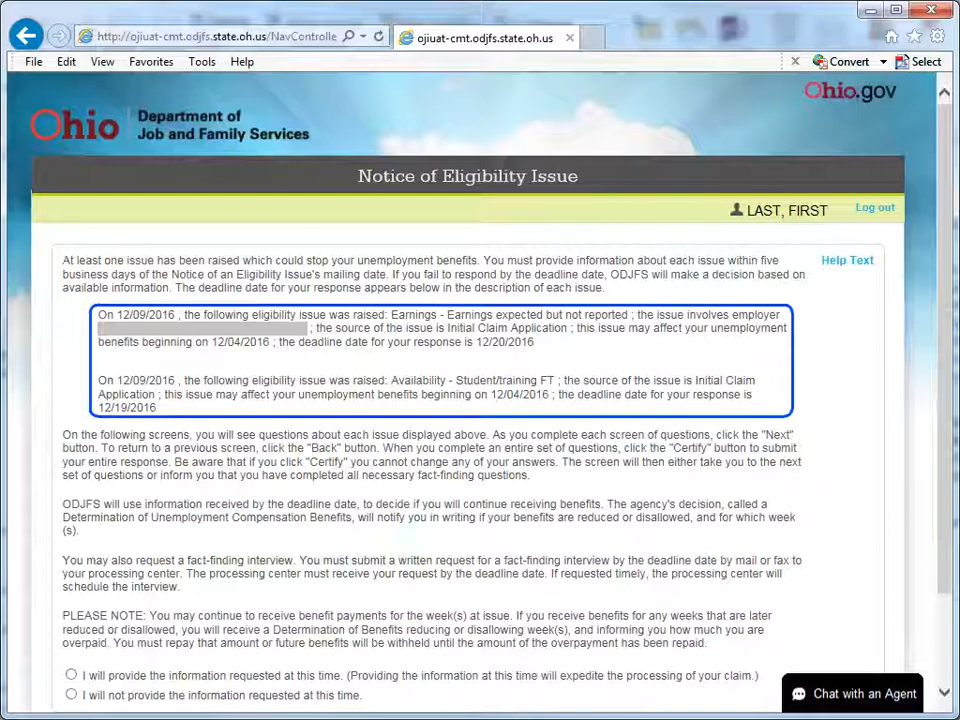 http://ojiuat-cmt.odjfs.state.oh.us/NavControlle
ojiuat-cmt.odjfs.state.oh.us
File Edit View Favorites Tools Help
Convert Select
Ohio.gov
Ohio
Department of
Job and Family Services
Notice of Eligibility Issue
LAST, FIRST Log out
At least one issue has been raised which could stop your unemployment benefits. You must provide information about each issue within five
business days of the Notice of an Eligibility Issue's mailing date. If you fail to respond by the deadline date, ODJFS will make a decision based on
available information. The deadline date for your response appears below in the description of each issue.
Help Text
On 12/09/2016 , the following eligibility issue was raised: Earnings - Earnings expected but not reported ; the issue involves employer
; the source of the issue is Initial Claim Application ; this issue may affect your unemployment
benefits beginning on 12/04/2016 ; the deadline date for your response is 12/20/2016
On 12/09/2016 , the following eligibility issue was raised: Availability - Student/training FT ; the source of the issue is Initial Claim
Application ; this issue may affect your unemployment benefits beginning on 12/04/2016 ; the deadline date for your response is
12/19/2016
On the following screens, you will see questions about each issue displayed above. As you complete each screen of questions, click the "Next"
button. To return to a previous screen, click the "Back" button. When you complete an entire set of questions, click the "Certify" button to submit
your entire response. Be aware that if you click "Certify" you cannot change any of your answers. The screen will then either take you to the next
set of questions or inform you that you have completed all necessary fact-finding questions.
ODJFS will use information received by the deadline date, to decide if you will continue receiving benefits. The agency's decision, called a
Determination of Unemployment Compensation Benefits, will notify you in writing if your benefits are reduced or disallowed, and for which week
(s).
You may also request a fact-finding interview. You must submit a written request for a fact-finding interview by the deadline date by mail or fax to
your processing center. The processing center must receive your request by the deadline date. If requested timely, the processing center will
schedule the interview.
PLEASE NOTE: You may continue to receive benefit payments for the week(s) at issue. If you receive benefits for any weeks that are later
reduced or disallowed, you will receive a Determination of Benefits reducing or disallowing week(s), and informing you how much you are
overpaid. You must repay that amount or future benefits will be withheld until the amount of the overpayment has been repaid.
I will provide the information requested at this time. (Providing the information at this time will expedite the processing of your claim.)
I will not provide the information requested at this time.
Chat with an Agent